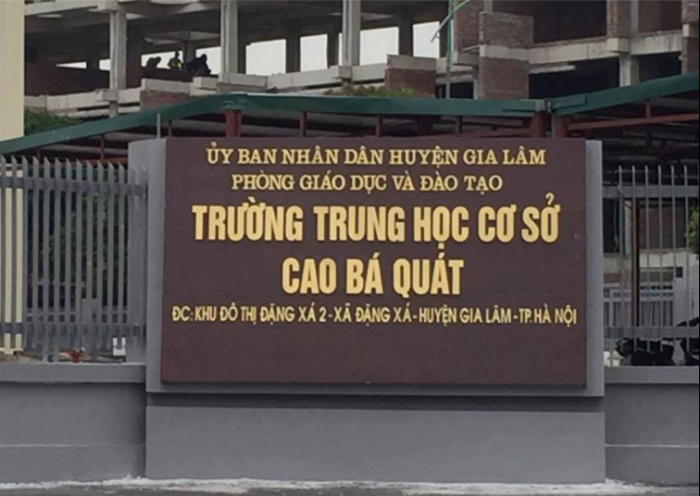 ỦY BAN NHÂN DÂN HUYỆN GIA LÂM
PHÒNG GIÁO DỤC VÀ ĐÀO TẠO
TRƯỜNG TRUNG HỌC CƠ SỞ
CAO BÁ QUÁT
ĐC: KHU ĐÔ THỊ ĐẶNG XÁ 2 - XÃ ĐẶNG XÁ - HUYỆN GIA LÂM - TP. HÀ NỘI